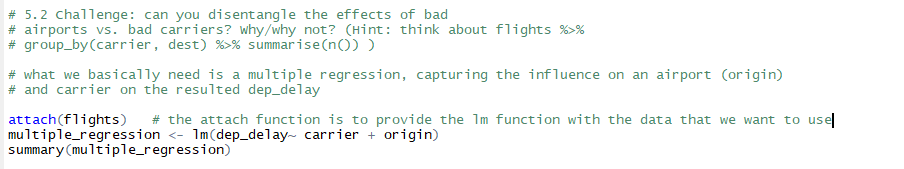 # 5.2 Challenge: can you disentangle the effects of bad
# airports vs. bad carriers? Why/why not? (Hint: think about flights %>%
# group_by(carrier, dest) %>% summarise(n()) )
# what we basically need is a multiple regression, capturing the influence on an airport (origin)
# and carrier on the resulted dep_delay
attach(flights)   # the attach function is to provide the lm function with the data that we want to use
multiple_regression <- lm(dep_delay~ carrier + origin)
summary(multiple_regression)